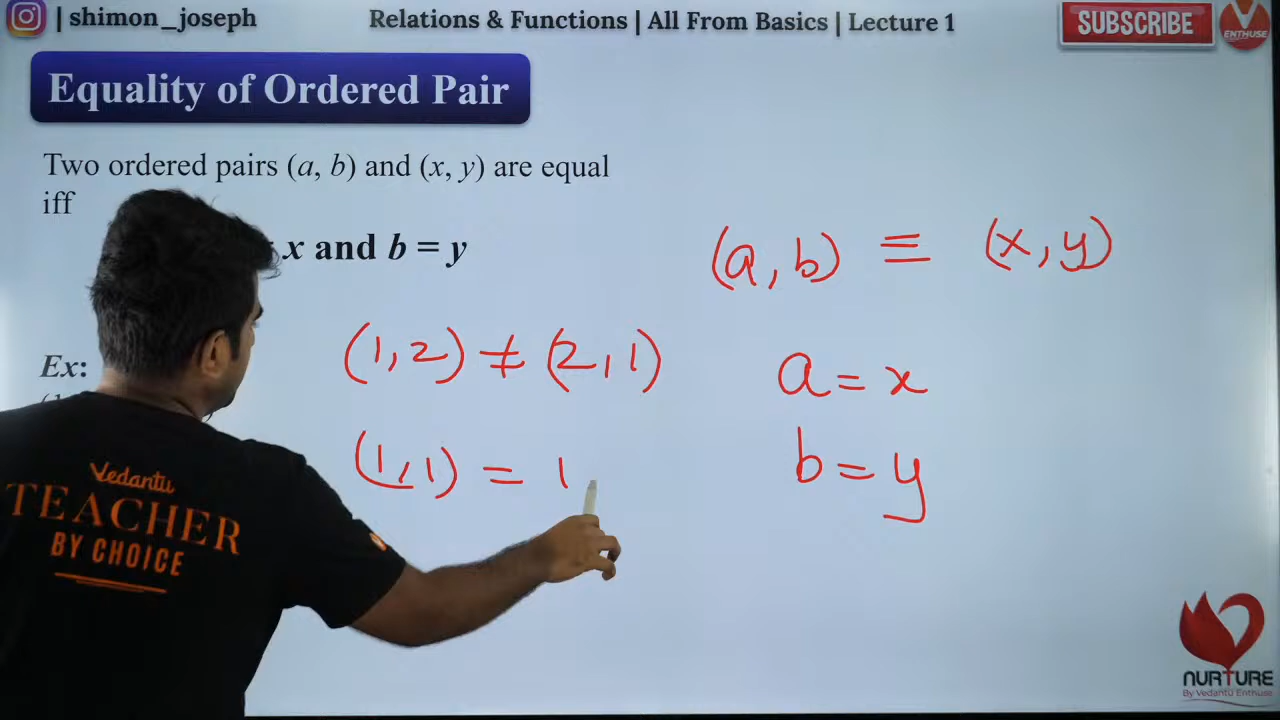 | shimon_joseph
Relations & Functions | All From Basics | Lecture 1
SUBSCRIBE
ENTHUSE
Equality of Ordered Pair
Two ordered pairs (a, b) and (x, y) are equal
iff
x and b = y
(a, b) ≡ (x, y)
(1, 2) ≠ (2, 1)
a = x
Ex:
(1, 1) = 1
b = y
Vedantu
TEACHER
BY CHOICE
NURTURE
By Vedantu Enthuse